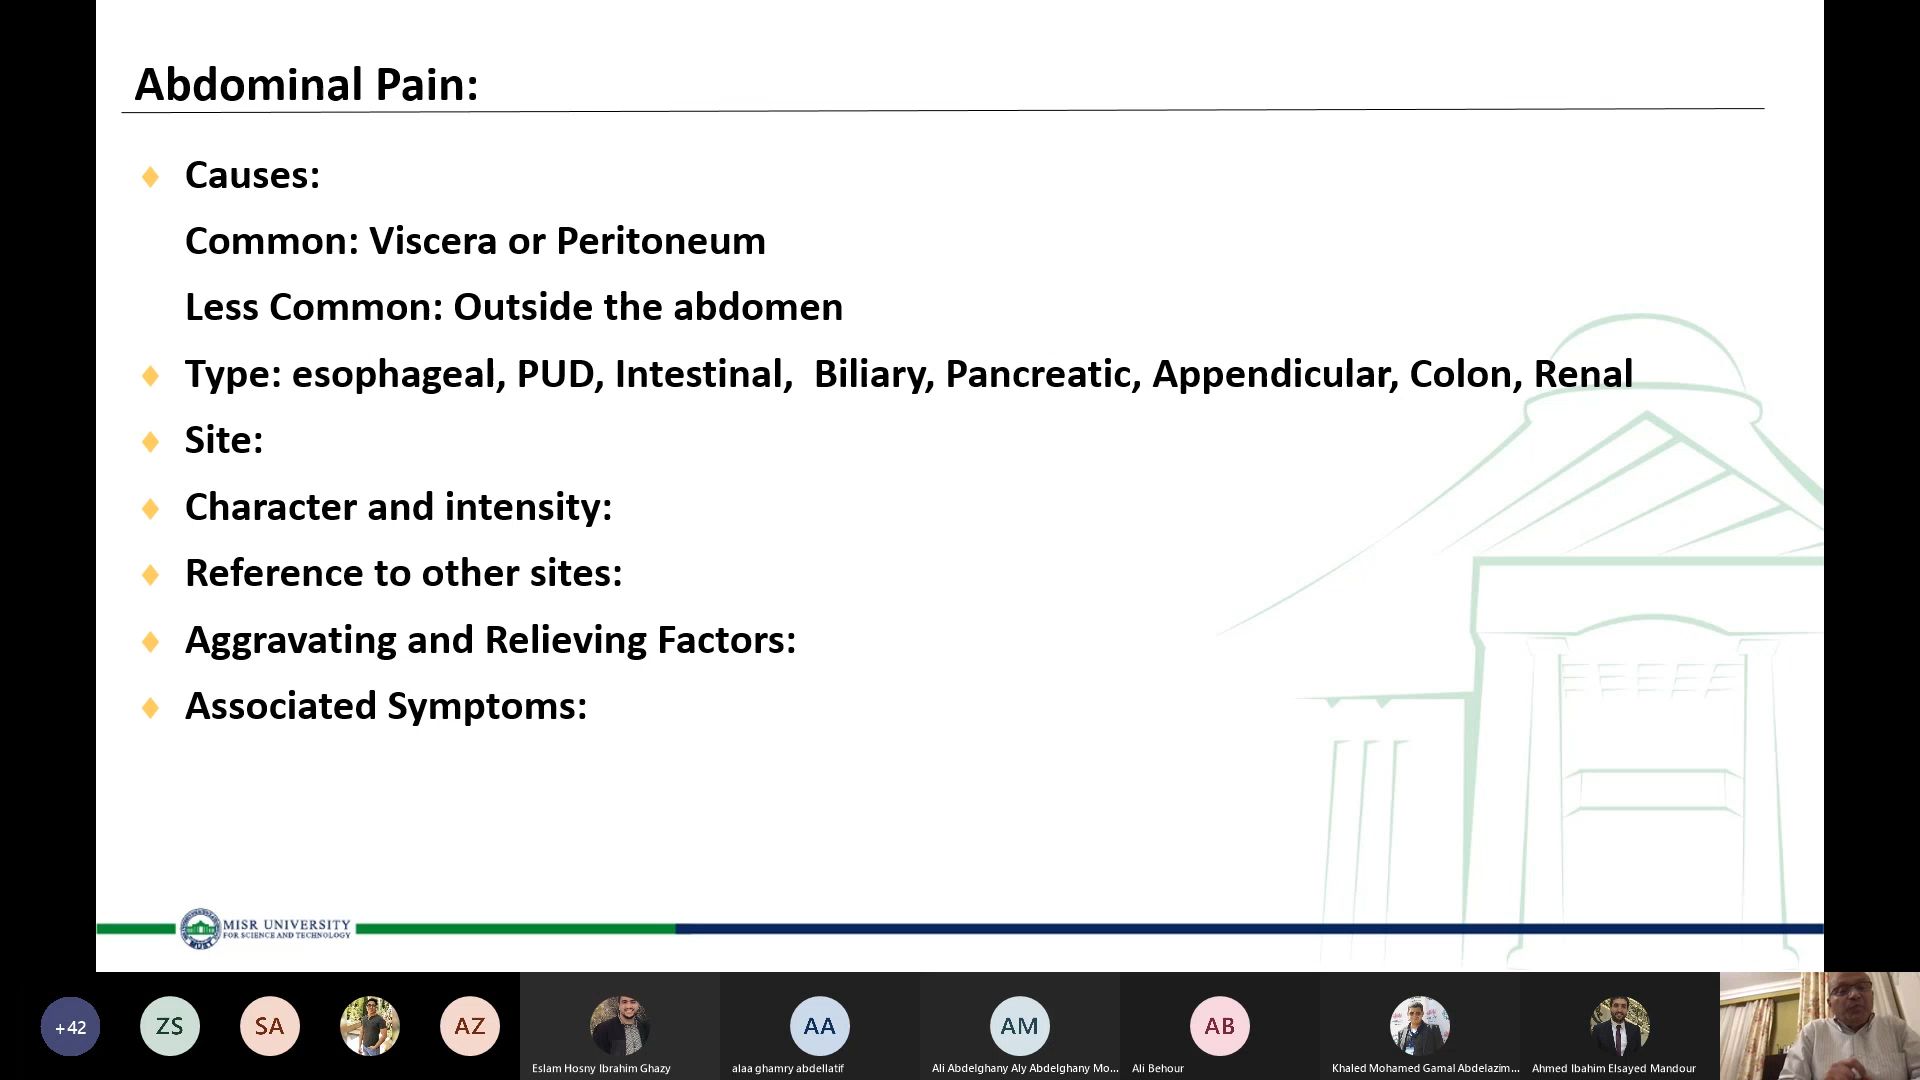 Abdominal Pain:
Causes:
Common: Viscera or Peritoneum
Less Common: Outside the abdomen
Type: esophageal, PUD, Intestinal,  Biliary, Pancreatic, Appendicular, Colon, Renal
Site:
Character and intensity:
Reference to other sites:
Aggravating and Relieving Factors:
Associated Symptoms:
MISR UNIVERSITY
FOR SCIENCE AND TECHNOLOGY
MUST
+42
ZS
SA
AZ
AA
AM
AB
Eslam Hosny Ibrahim Ghazy
alaa ghamry abdellatif
Ali Abdelghany Aly Abdelghany Mo...
Ali Behour
Khaled Mohamed Gamal Abdelazim...
Ahmed Ibahim Elsayed Mandour